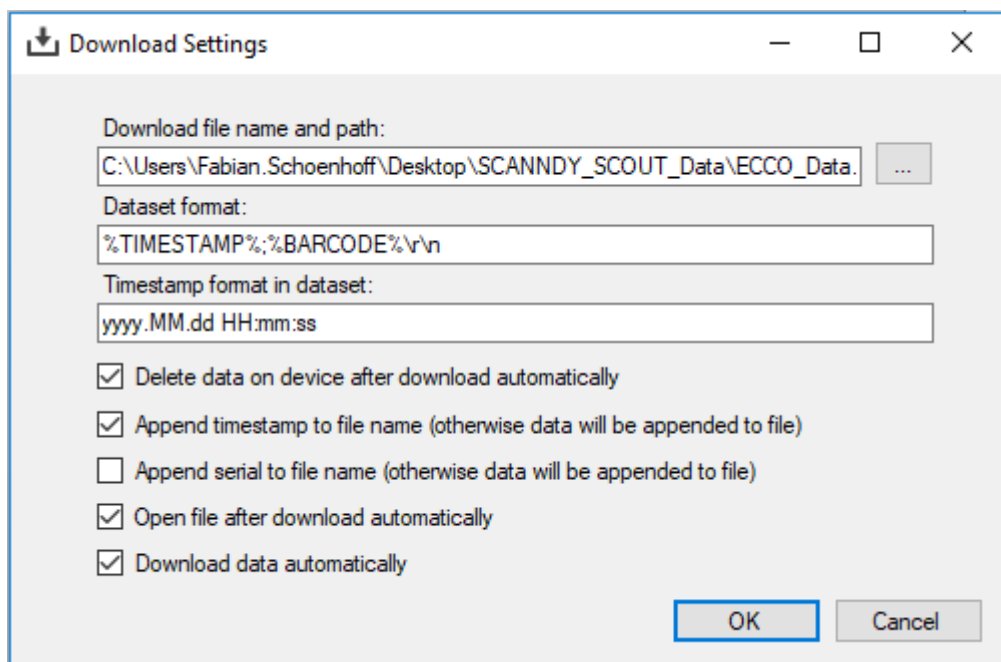 Download Settings
Download file name and path:
C:\Users\Fabian.Schoenhoff\Desktop\SCANNDY_SCOUT_Data\ECCO_Data.
...
Dataset format:
%TIMESTAMP%;%BARCODE%\r\n
Timestamp format in dataset:
yyyy.MM.dd HH:mm:ss
Delete data on device after download automatically
Append timestamp to file name (otherwise data will be appended to file)
Append serial to file name (otherwise data will be appended to file)
Open file after download automatically
Download data automatically
OK
Cancel